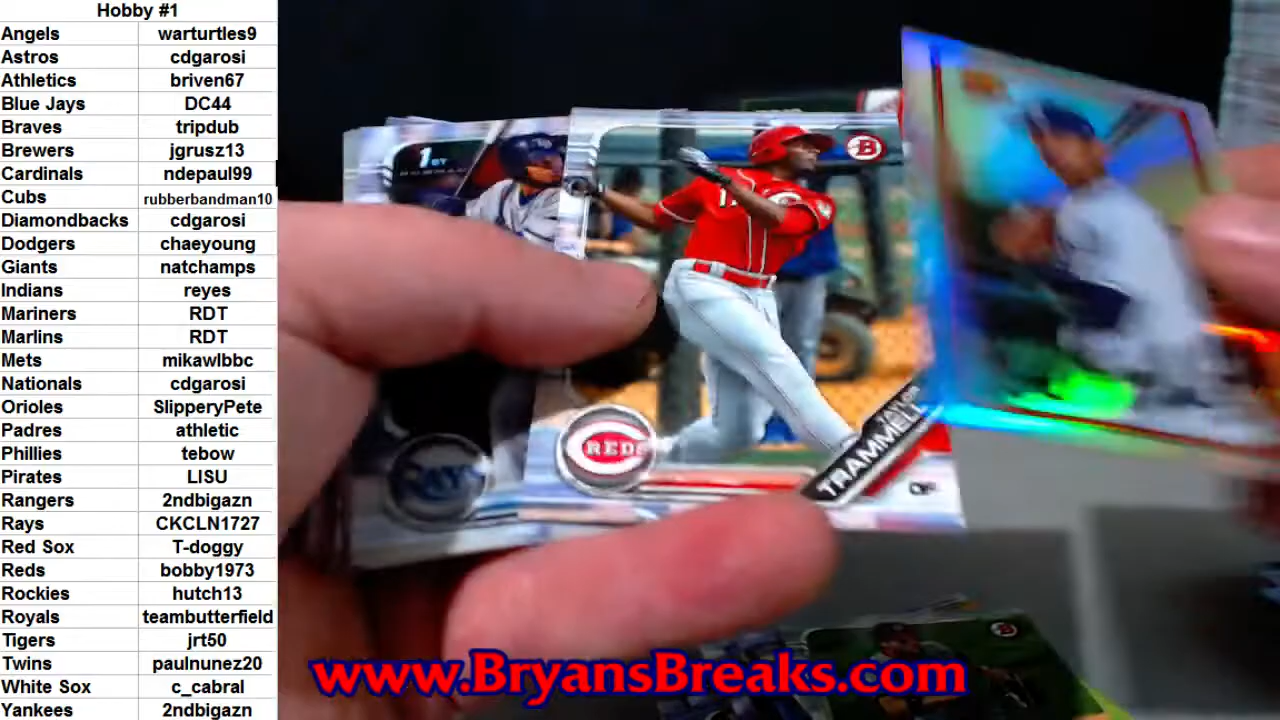 Hobby #1
Angels warturtles9
Astros cdgarosi
Athletics briven67
Blue Jays DC44
Braves tripdub
Brewers jgrusz13
Cardinals ndepaul99
Cubs rubberbandman10
Diamondbacks cdgarosi
Dodgers chaeyoung
Giants natchamps
Indians reyes
Mariners RDT
Marlins RDT
Mets mikawlbbc
Nationals cdgarosi
Orioles SlipperyPete
Padres athletic
Phillies tebow
Pirates LISU
Rangers 2ndbigazn
Rays CKCLN1727
Red Sox T-doggy
Reds bobby1973
Rockies hutch13
Royals teambutterfield
Tigers jrt50
Twins paulnunez20
White Sox c_cabral
Yankees 2ndbigazn
1ST
B
RAYS
REDS
TAYLOR
TRAMMELL
OF
www.BryansBreaks.com